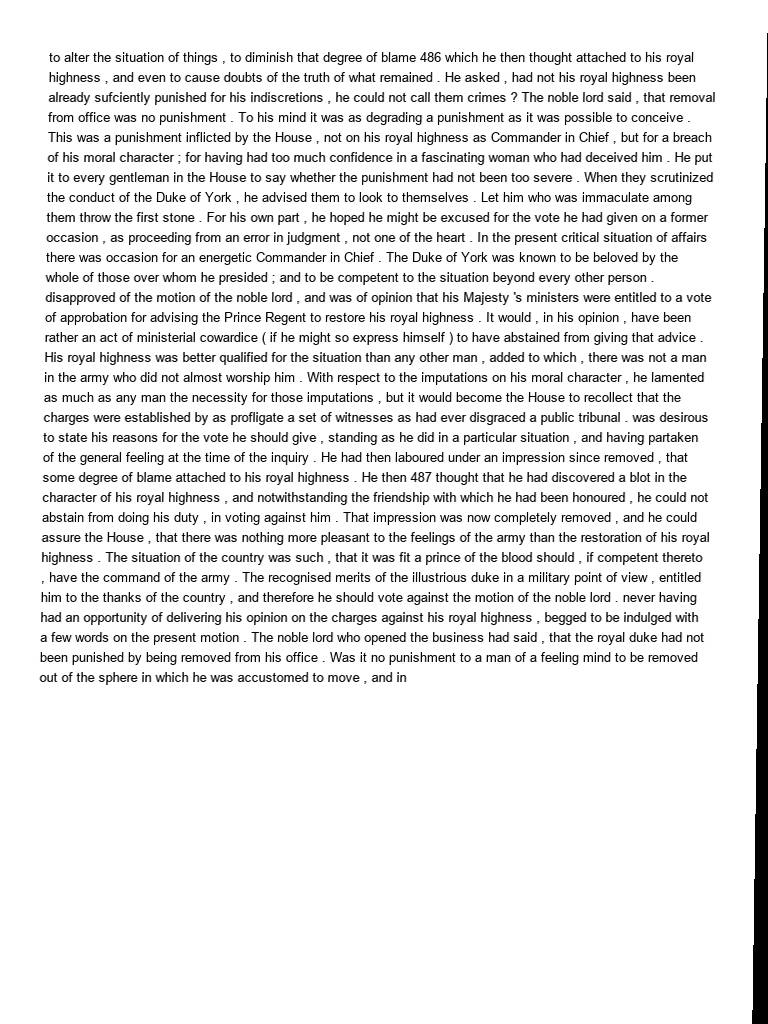 to alter the situation of things , to diminish that degree of blame 486 which he then thought attached to his royal
highness , and even to cause doubts of the truth of what remained . He asked , had not his royal highness been
already sufciently punished for his indiscretions , he could not call them crimes ? The noble lord said , that removal
from office was no punishment . To his mind it was as degrading a punishment as it was possible to conceive .
This was a punishment inflicted by the House , not on his royal highness as Commander in Chief , but for a breach
of his moral character ; for having had too much confidence in a fascinating woman who had deceived him . He put
it to every gentleman in the House to say whether the punishment had not been too severe . When they scrutinized
the conduct of the Duke of York , he advised them to look to themselves . Let him who was immaculate among
them throw the first stone . For his own part , he hoped he might be excused for the vote he had given on a former
occasion , as proceeding from an error in judgment , not one of the heart . In the present critical situation of affairs
there was occasion for an energetic Commander in Chief . The Duke of York was known to be beloved by the
whole of those over whom he presided ; and to be competent to the situation beyond every other person .
disapproved of the motion of the noble lord , and was of opinion that his Majesty 's ministers were entitled to a vote
of approbation for advising the Prince Regent to restore his royal highness . It would , in his opinion , have been
rather an act of ministerial cowardice ( if he might so express himself ) to have abstained from giving that advice .
His royal highness was better qualified for the situation than any other man , added to which , there was not a man
in the army who did not almost worship him . With respect to the imputations on his moral character , he lamented
as much as any man the necessity for those imputations , but it would become the House to recollect that the
charges were established by as profligate a set of witnesses as had ever disgraced a public tribunal . was desirous
to state his reasons for the vote he should give , standing as he did in a particular situation , and having partaken
of the general feeling at the time of the inquiry . He had then laboured under an impression since removed , that
some degree of blame attached to his royal highness . He then 487 thought that he had discovered a blot in the
character of his royal highness , and notwithstanding the friendship with which he had been honoured , he could not
abstain from doing his duty , in voting against him . That impression was now completely removed , and he could
assure the House , that there was nothing more pleasant to the feelings of the army than the restoration of his royal
highness . The situation of the country was such , that it was fit a prince of the blood should , if competent thereto
, have the command of the army . The recognised merits of the illustrious duke in a military point of view , entitled
him to the thanks of the country , and therefore he should vote against the motion of the noble lord . never having
had an opportunity of delivering his opinion on the charges against his royal highness , begged to be indulged with
a few words on the present motion . The noble lord who opened the business had said , that the royal duke had not
been punished by being removed from his office . Was it no punishment to a man of a feeling mind to be removed
out of the sphere in which he was accustomed to move , and in